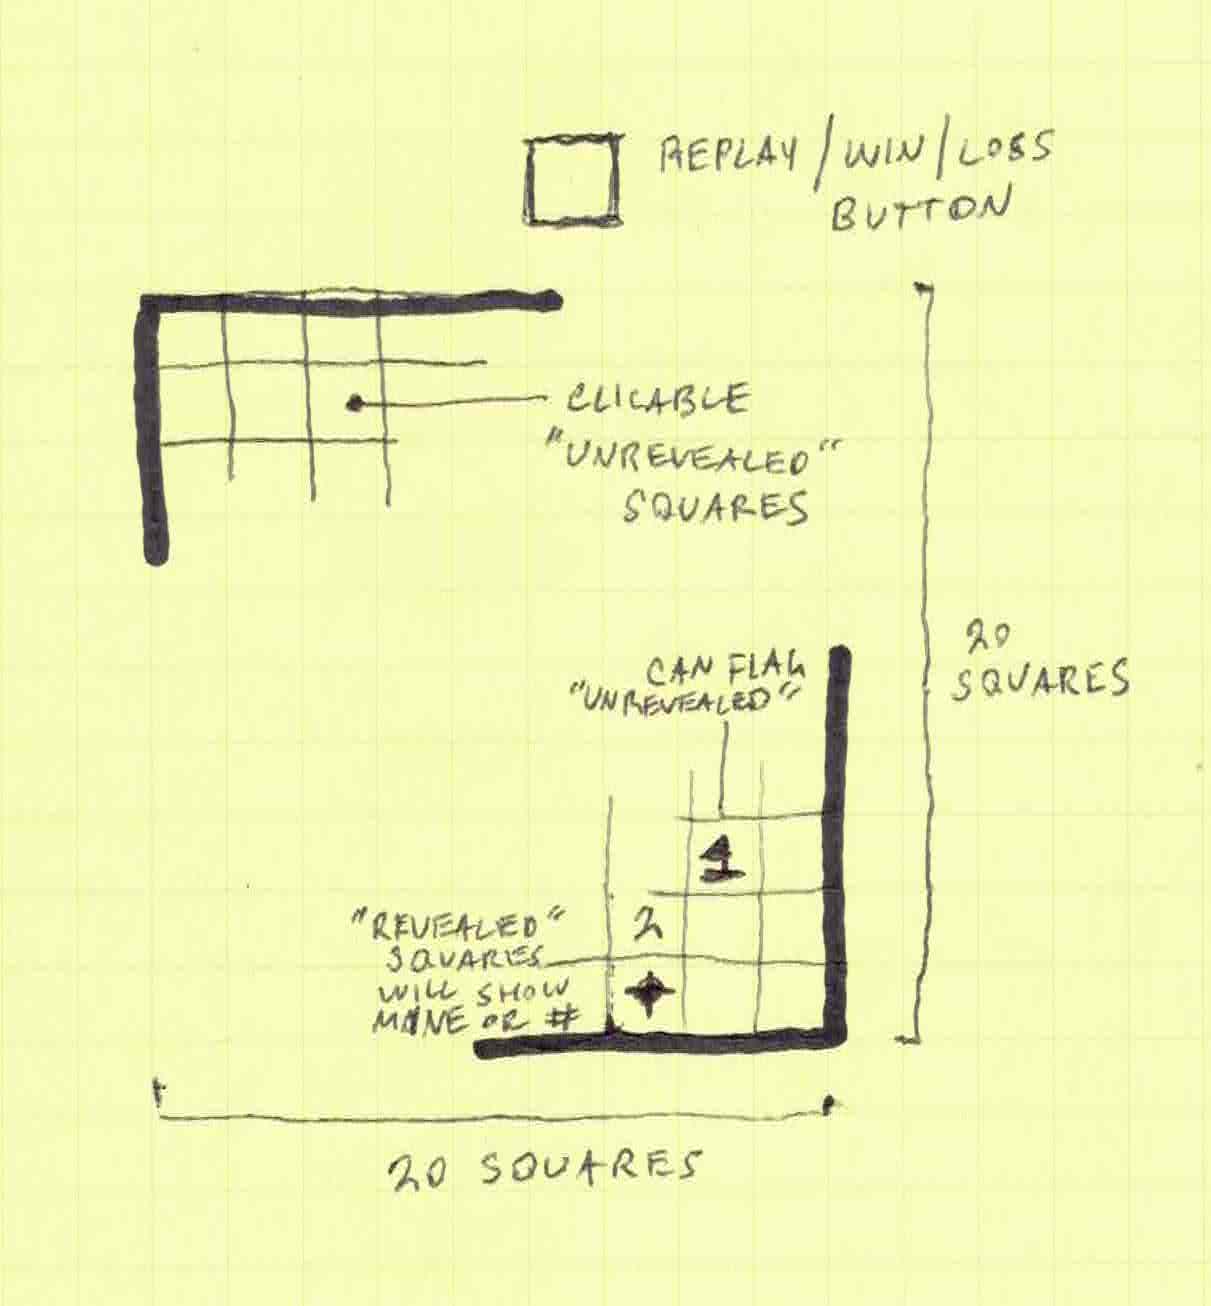 REPLAY/WIN/LOSS
BUTTON
CLICABLE
"UNREVEALED"
SQUARES
20
SQUARES
CAN FLAG
"UNREVEALED"
1
2
"REVEALED"
SQUARES
WILL SHOW
MINE OR #
20 SQUARES